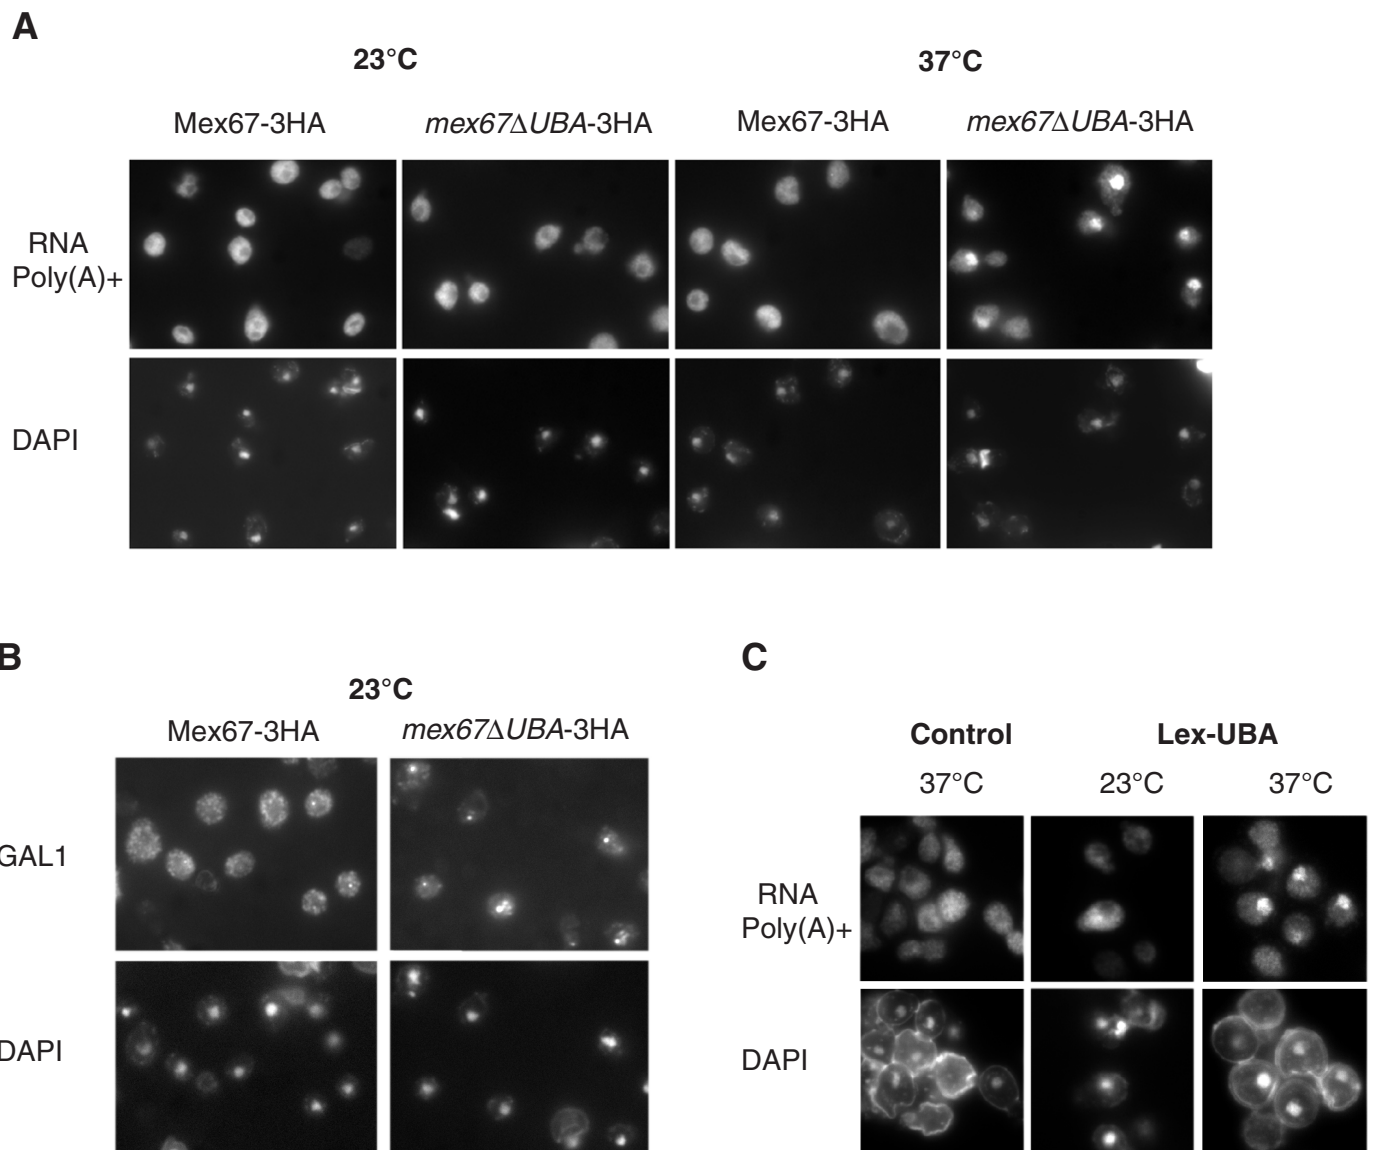 A
23°C
37°C
Mex67-3HA
mex67ΔUBA-3HA
Mex67-3HA
mex67ΔUBA-3HA
RNA
Poly(A)+
DAPI
B
23°C
Mex67-3HA
mex67ΔUBA-3HA
GAL1
DAPI
C
Control
Lex-UBA
37°C
23°C
37°C
RNA
Poly(A)+
DAPI